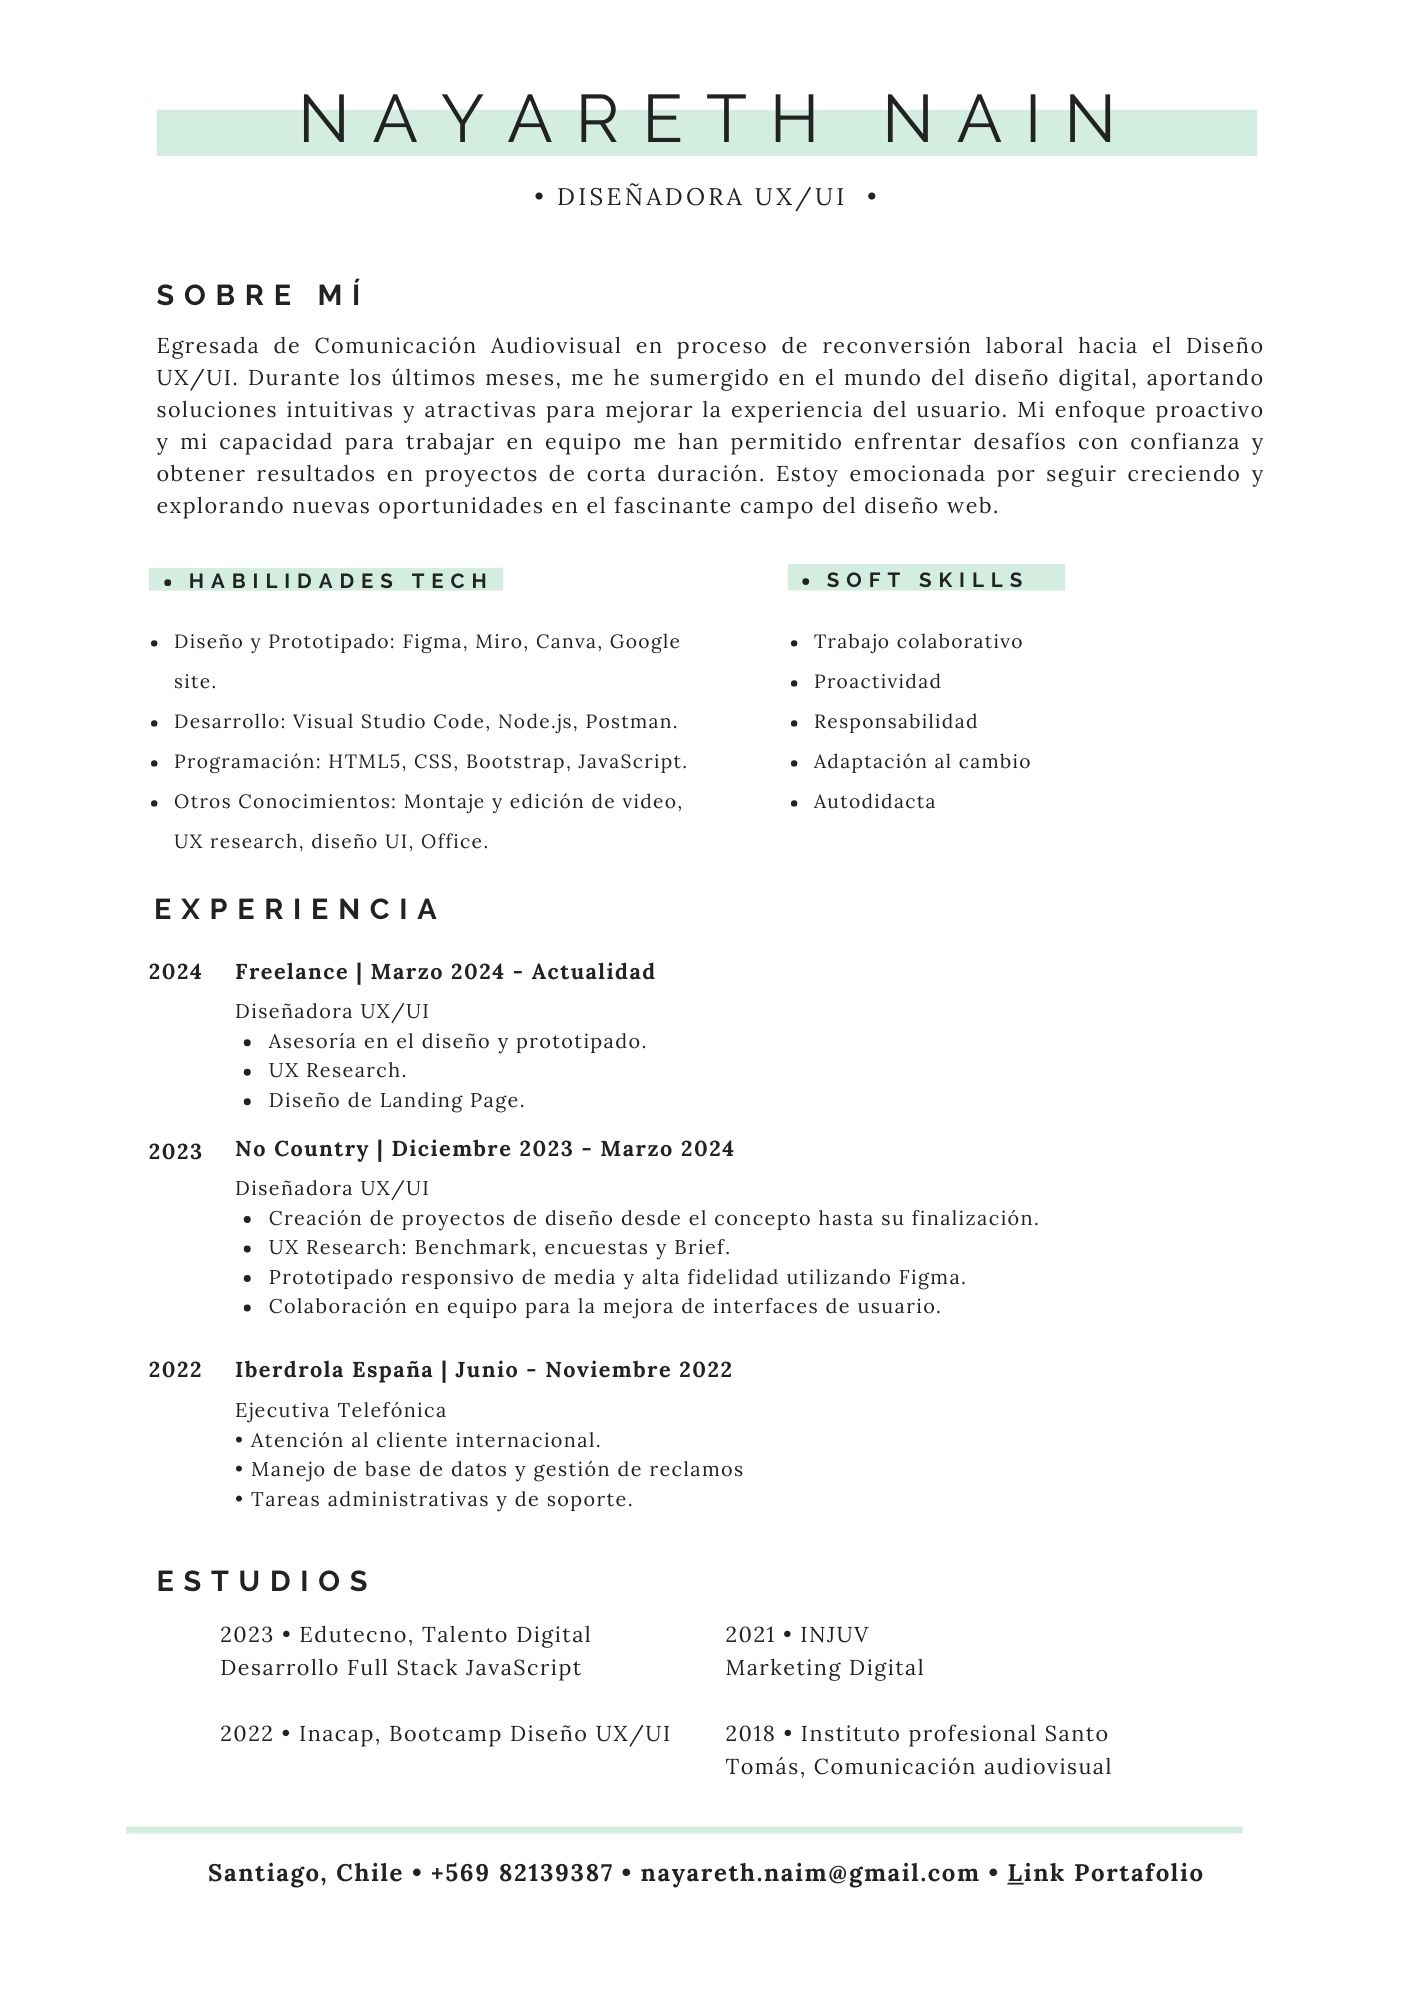 NAYARETH NAIN
• DISEÑADORA UX/UI •
SOBRE MÍ
Egresada de Comunicación Audiovisual en proceso de reconversión laboral hacia el Diseño
UX/UI. Durante los últimos meses, me he sumergido en el mundo del diseño digital, aportando
soluciones intuitivas y atractivas para mejorar la experiencia del usuario. Mi enfoque proactivo
y mi capacidad para trabajar en equipo me han permitido enfrentar desafíos con confianza y
obtener resultados en proyectos de corta duración. Estoy emocionada por seguir creciendo y
explorando nuevas oportunidades en el fascinante campo del diseño web.
• HABILIDADES TECH
• Diseño y Prototipado: Figma, Miro, Canva, Google
site.
• Desarrollo: Visual Studio Code, Node.js, Postman.
• Programación: HTML5, CSS, Bootstrap, JavaScript.
• Otros Conocimientos: Montaje y edición de video,
UX research, diseño UI, Office.
• SOFT SKILLS
• Trabajo colaborativo
• Proactividad
• Responsabilidad
• Adaptación al cambio
• Autodidacta
EXPERIENCIA
2024 Freelance | Marzo 2024 - Actualidad
Diseñadora UX/UI
• Asesoría en el diseño y prototipado.
• UX Research.
• Diseño de Landing Page.
2023 No Country | Diciembre 2023 - Marzo 2024
Diseñadora UX/UI
• Creación de proyectos de diseño desde el concepto hasta su finalización.
• UX Research: Benchmark, encuestas y Brief.
• Prototipado responsivo de media y alta fidelidad utilizando Figma.
• Colaboración en equipo para la mejora de interfaces de usuario.
2022 Iberdrola España | Junio - Noviembre 2022
Ejecutiva Telefónica
• Atención al cliente internacional.
• Manejo de base de datos y gestión de reclamos
• Tareas administrativas y de soporte.
ESTUDIOS
2023 • Edutecno, Talento Digital
Desarrollo Full Stack JavaScript
2022 • Inacap, Bootcamp Diseño UX/UI
2021 • INJUV
Marketing Digital
2018 • Instituto profesional Santo
Tomás, Comunicación audiovisual
Santiago, Chile • +569 82139387 • nayareth.naim@gmail.com • Link Portafolio